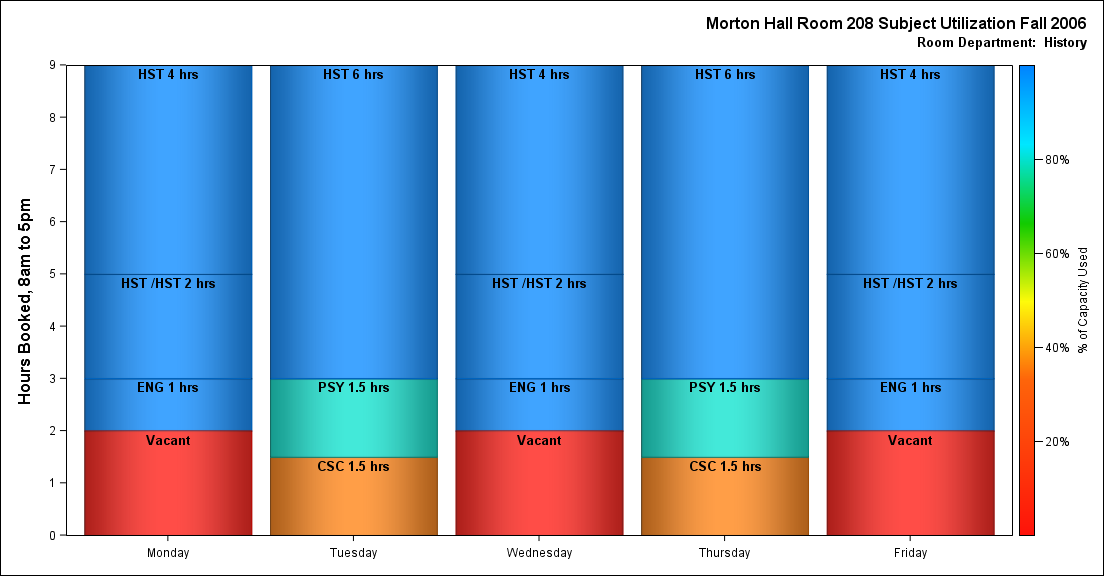 Morton Hall Room 208 Subject Utilization Fall 2006
Room Department:  History
Hours Booked, 8am to 5pm
9
8
7
6
5
4
3
2
1
0
HST 4 hrs
HST /HST 2 hrs
ENG 1 hrs
Vacant
Monday
HST 6 hrs
PSY 1.5 hrs
CSC 1.5 hrs
Tuesday
HST 4 hrs
HST /HST 2 hrs
ENG 1 hrs
Vacant
Wednesday
HST 6 hrs
PSY 1.5 hrs
CSC 1.5 hrs
Thursday
HST 4 hrs
HST /HST 2 hrs
ENG 1 hrs
Vacant
Friday
80%
60%
40%
20%
% of Capacity Used